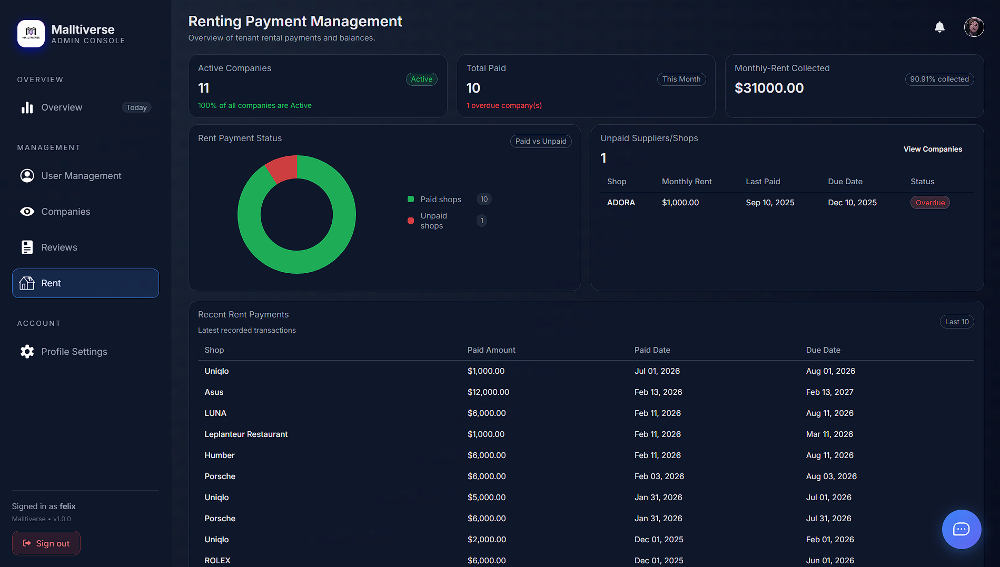 MALLTIVERSE
Malltiverse
ADMIN CONSOLE
OVERVIEW
Overview Today
MANAGEMENT
User Management
Companies
Reviews
Rent
ACCOUNT
Profile Settings
Signed in as felix
Malltiverse • v1.0.0
Sign out
Renting Payment Management
Overview of tenant rental payments and balances.
Active Companies
11
Active
100% of all companies are Active
Total Paid
10
This Month
1 overdue company(s)
Monthly-Rent Collected
$31000.00
90.91% collected
Rent Payment Status
Paid vs Unpaid
Paid shops 10
Unpaid
shops
1
Unpaid Suppliers/Shops
1
View Companies
Shop Monthly Rent Last Paid Due Date Status
ADORA $1,000.00 Sep 10, 2025 Dec 10, 2025 Overdue
Recent Rent Payments
Latest recorded transactions
Last 10
Shop Paid Amount Paid Date Due Date
Uniqlo $1,000.00 Jul 01, 2026 Aug 01, 2026
Asus $12,000.00 Feb 13, 2026 Feb 13, 2027
LUNA $6,000.00 Feb 11, 2026 Aug 11, 2026
Leplanteur Restaurant $1,000.00 Feb 11, 2026 Mar 11, 2026
Humber $6,000.00 Feb 11, 2026 Aug 11, 2026
Porsche $6,000.00 Feb 03, 2026 Aug 03, 2026
Uniqlo $5,000.00 Jan 31, 2026 Jul 01, 2026
Porsche $6,000.00 Jan 31, 2026 Jul 31, 2026
Uniqlo $2,000.00 Dec 01, 2025 Feb 01, 2026
ROLEX $6,000.00 Dec 01, 2025 Jun 01, 2026